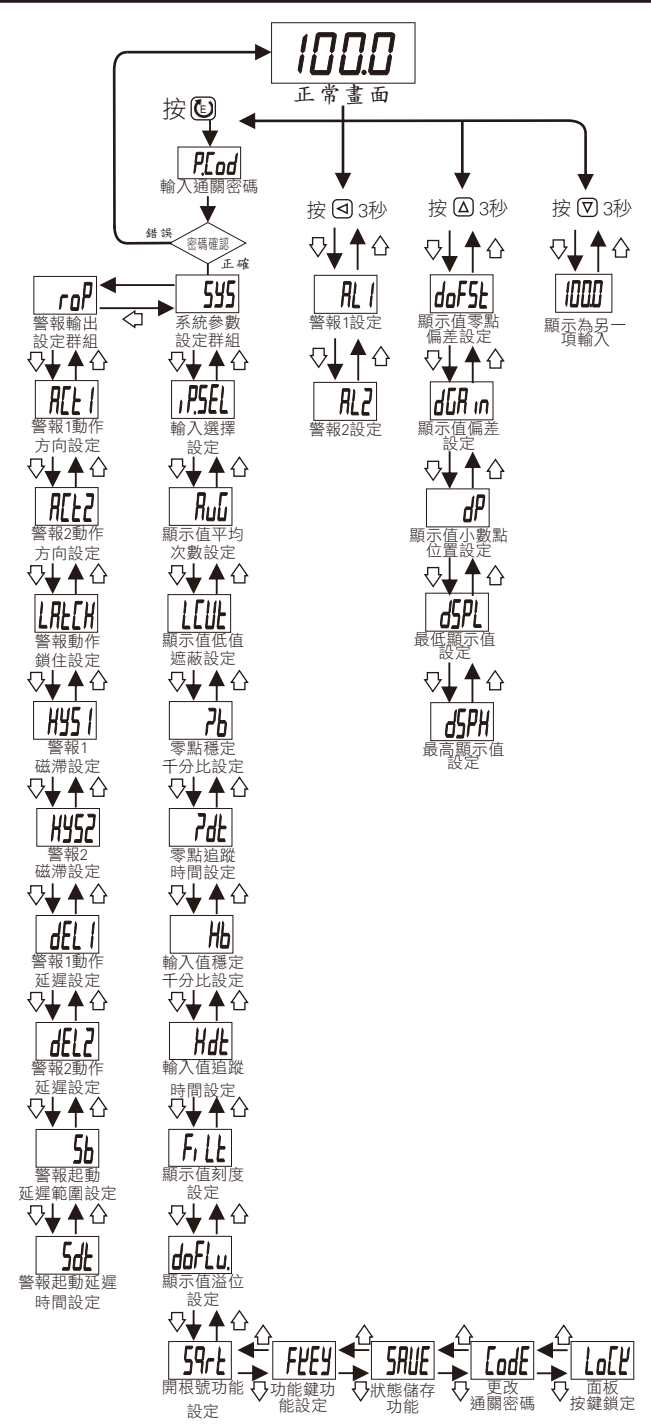 100.0
正常畫面
按 E
P.Cod
輸入通關密碼
錯誤
密碼確認
正確
roP
警報輸出
設定群組
ACt1
警報1動作
方向設定
ACt2
警報2動作
方向設定
LAtCH
警報動作
鎖住設定
HYS1
警報1
磁滯設定
HYS2
警報2
磁滯設定
dEL1
警報1動作
延遲設定
dEL2
警報2動作
延遲設定
Sb
警報起動
延遲範圍設定
Sdt
警報起動延遲
時間設定
SYS
系統參數
設定群組
iP.SEL
輸入選擇
設定
AvG
顯示值平均
次數設定
LCUt
顯示值低值
遮蔽設定
Zb
零點穩定
千分比設定
Zdt
零點追蹤
時間設定
Hb
輸入值穩定
千分比設定
Hdt
輸入值追蹤
時間設定
FiLt
顯示值刻度
設定
doFLu.
顯示值溢位
設定
Sqrt
開根號功能
設定
FKEY
功能鍵功
能設定
SAVE
狀態儲存
功能
CodE
更改
通關密碼
LoCK
面板
按鍵鎖定
按 3秒
AL1
警報1設定
AL2
警報2設定
按 3秒
doFSt
顯示值零點
偏差設定
dGAin
顯示值偏差
設定
dP
顯示值小數點
位置設定
dSPL
最低顯示值
設定
dSPH
最高顯示值
設定
按 3秒
100.0
顯示為另一
項輸入